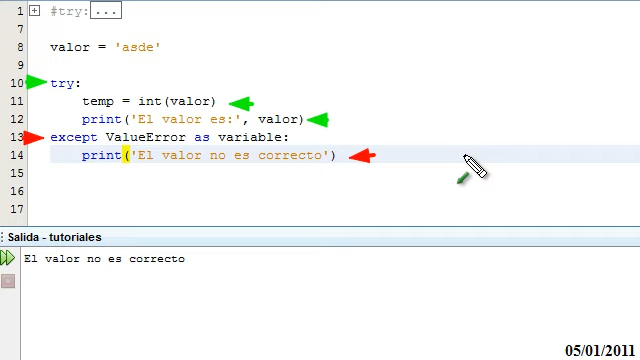 1 #try: ...
7
8 valor = 'asde'
9
10 try:
11 temp = int(valor)
12 print('El valor es:', valor)
13 except ValueError as variable:
14 print('El valor no es correcto')
15
16
17
Salida - tutoriales
El valor no es correcto
05/01/2011